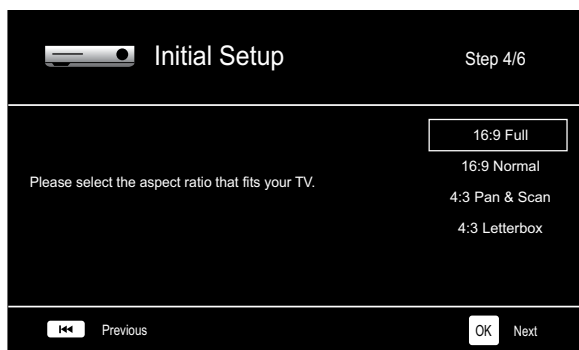 Initial Setup
Step 4/6
16:9 Full
16:9 Normal
Please select the aspect ratio that fits your TV.
4:3 Pan & Scan
4:3 Letterbox
Previous
OK Next